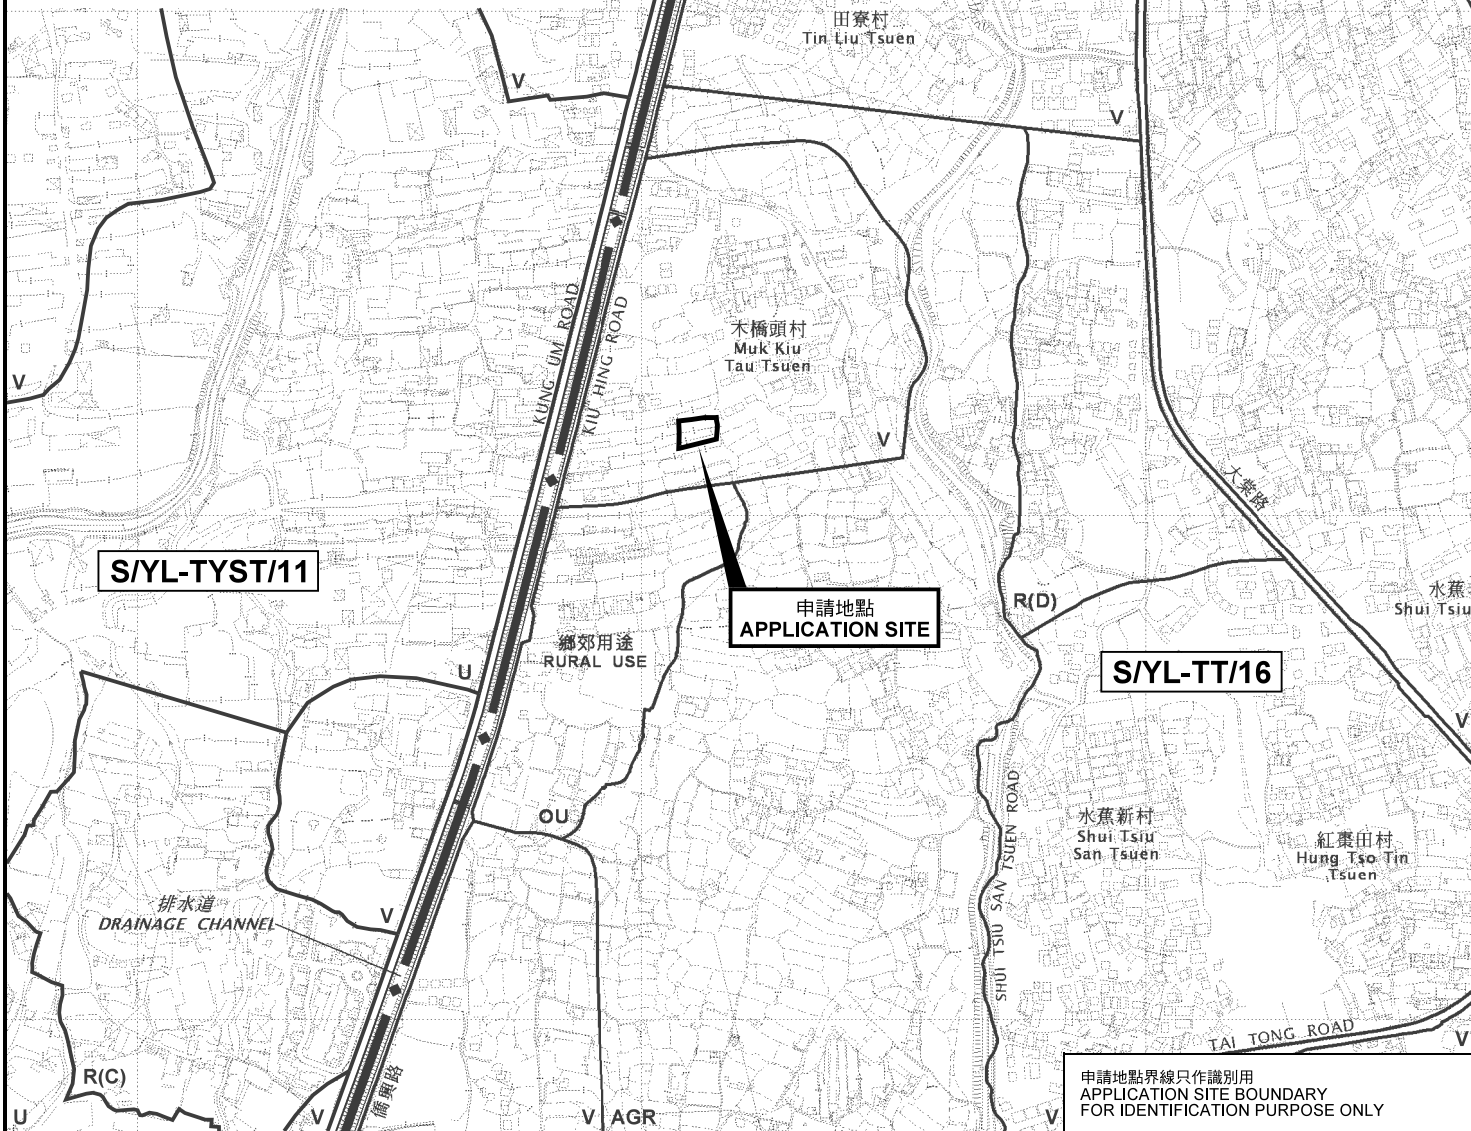 田寮村
Tin Liu Tsuen
V
V
KUNG UM ROAD
KIU HING ROAD
木橋頭村
Muk Kiu
Tau Tsuen
V
V
大棠路
S/YL-TYST/11
申請地點
APPLICATION SITE
R(D)
水蕉
Shui Tsiu
鄉郊用途
RURAL USE
U
S/YL-TT/16
V
OU
SHUI TSIU SAN TSUEN ROAD
水蕉新村
Shui Tsiu
San Tsuen
紅棗田村
Hung Tso Tin
Tsuen
排水道
DRAINAGE CHANNEL
V
TAI TONG ROAD
V
R(C)
U
V
僑興路
V
AGR
V
申請地點界線只作識別用
APPLICATION SITE BOUNDARY
FOR IDENTIFICATION PURPOSE ONLY